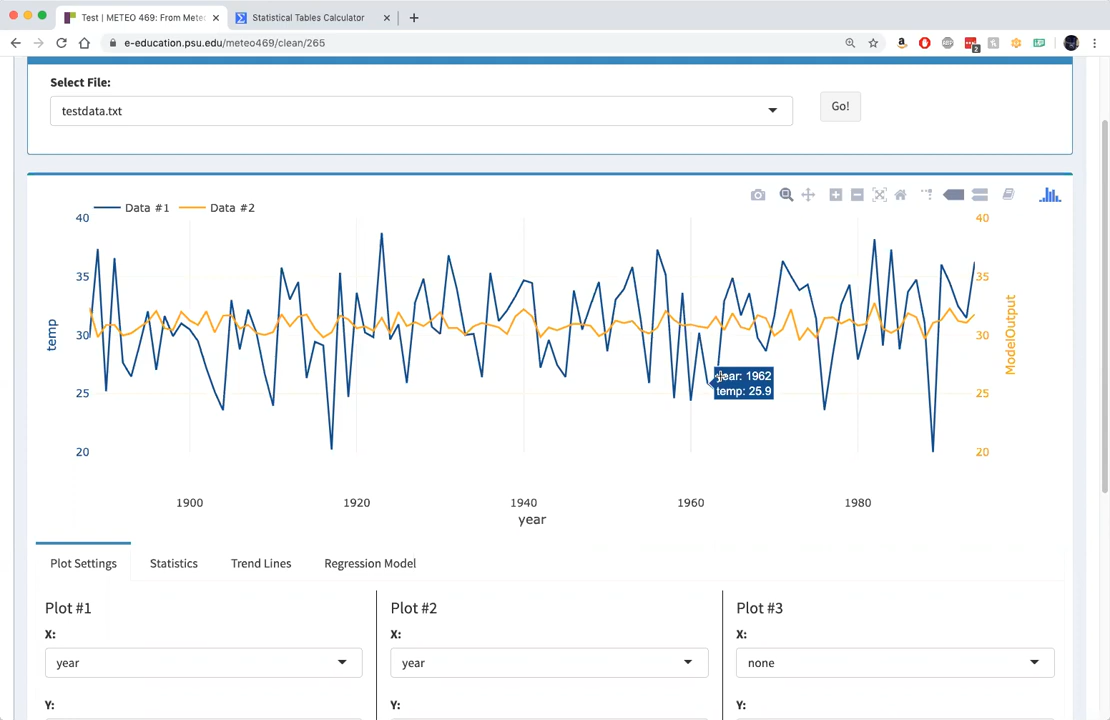 Test | METEO 469: From Mete
Statistical Tables Calculator
e-education.psu.edu/meteo469/clean/265
a
ABP
2
Select File:
testdata.txt
Go!
Data #1
Data #2
40
35
30
25
20
temp
40
35
30
25
20
ModelOutput
year: 1962
temp: 25.9
1900
1920
1940
1960
1980
year
Plot Settings
Statistics
Trend Lines
Regression Model
Plot #1
Plot #2
Plot #3
X:
X:
X:
year
year
none
Y:
Y:
Y: